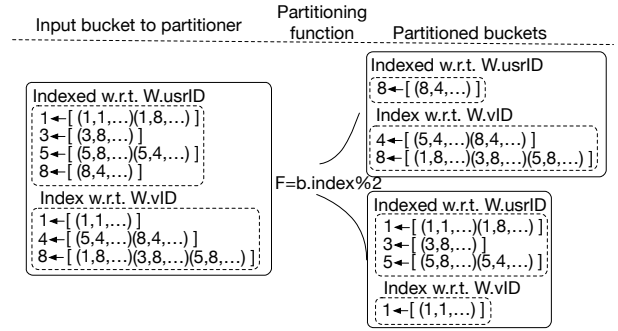 Input bucket to partitioner
Partitioning
function
Partitioned buckets
Indexed w.r.t. W.usrID
1←[ (1,1,...)(1,8,...) ]
3←[ (3,8,...) ]
5←[ (5,8,...)(5,4,...) ]
8←[ (8,4,...) ]
Index w.r.t. W.vID
1←[ (1,1,...) ]
4←[ (5,4,...)(8,4,...) ]
8←[ (1,8,...)(3,8,...)(5,8,...) ]
F=b.index%2
Indexed w.r.t. W.usrID
8←[ (8,4,...) ]
Index w.r.t. W.vID
4←[ (5,4,...)(8,4,...) ]
8←[ (1,8,...)(3,8,...)(5,8,...) ]
Indexed w.r.t. W.usrID
1←[ (1,1,...)(1,8,...) ]
3←[ (3,8,...) ]
5←[ (5,8,...)(5,4,...) ]
Index w.r.t. W.vID
1←[ (1,1,...) ]